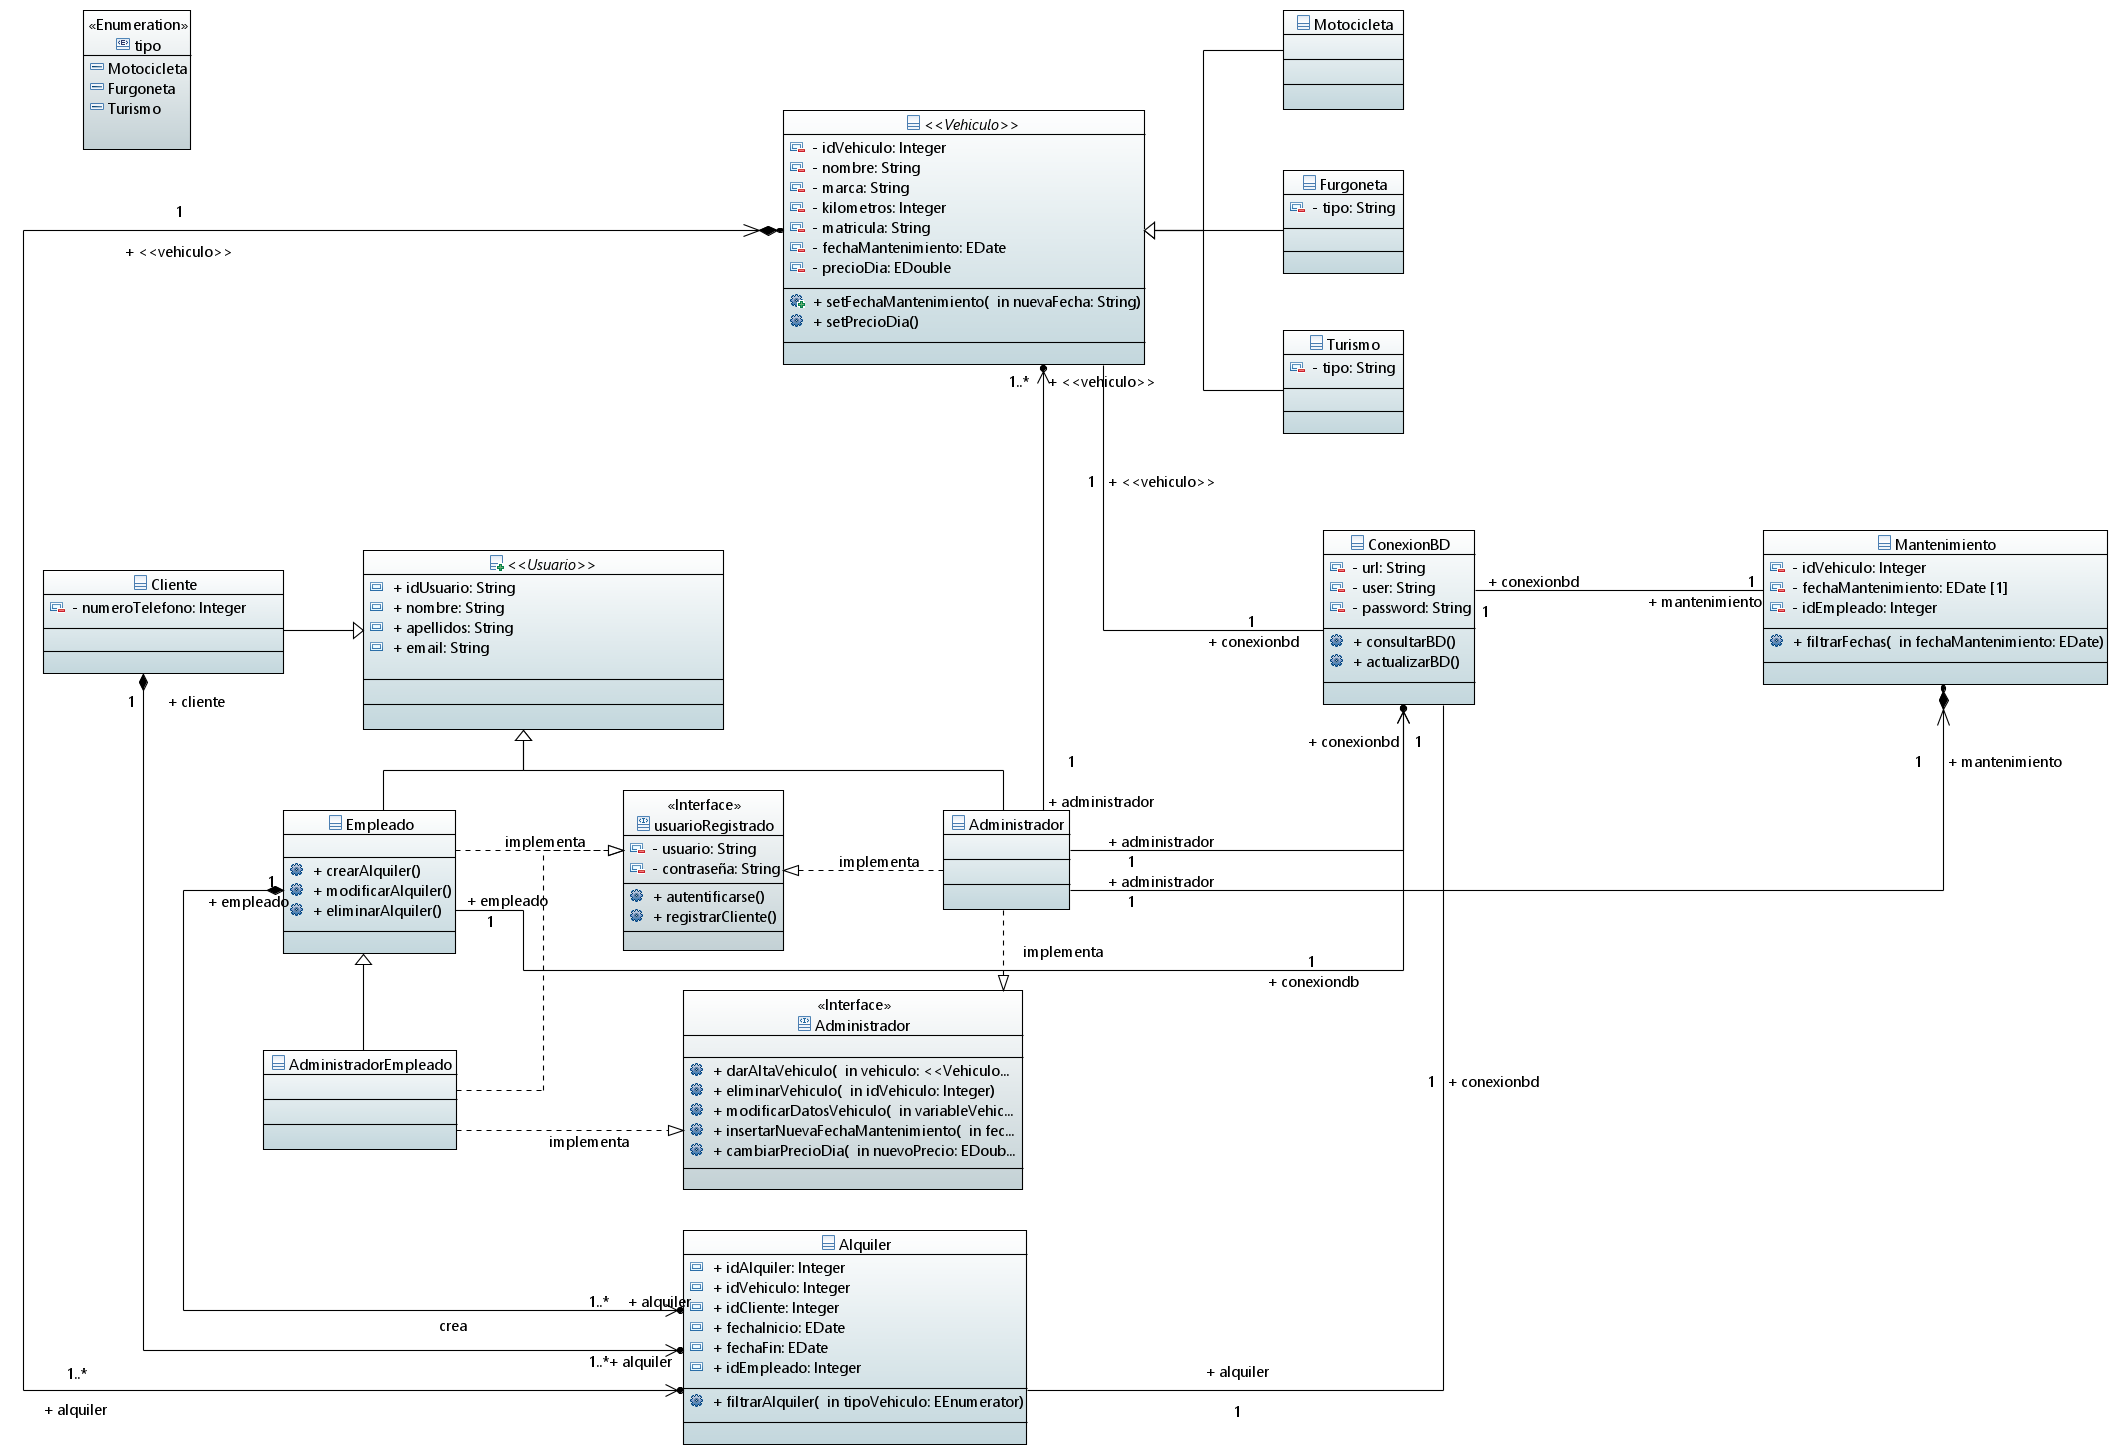 «Enumeration»
tipo
Motocicleta
Furgoneta
Turismo
Motocicleta
<<Vehiculo>>
- idVehiculo: Integer
- nombre: String
- marca: String
- kilometros: Integer
- matricula: String
- fechaMantenimiento: EDate
- precioDia: EDouble
+ setFechaMantenimiento(  in nuevaFecha: String)
+ setPrecioDia()
Furgoneta
- tipo: String
Turismo
- tipo: String
1
+ <<vehiculo>>
1..*
+ <<vehiculo>>
1
+ <<vehiculo>>
ConexionBD
- url: String
- user: String
- password: String
+ consultarBD()
+ actualizarBD()
+ conexionbd
1
1
+ mantenimiento
Mantenimiento
- idVehiculo: Integer
- fechaMantenimiento: EDate [1]
- idEmpleado: Integer
+ filtrarFechas(  in fechaMantenimiento: EDate)
1
+ conexionbd
Cliente
- numeroTelefono: Integer
<<Usuario>>
+ idUsuario: String
+ nombre: String
+ apellidos: String
+ email: String
1
+ cliente
+ conexionbd
1
1
+ mantenimiento
1
+ administrador
Empleado
+ crearAlquiler()
+ modificarAlquiler()
+ eliminarAlquiler()
implementa
«Interface»
usuarioRegistrado
- usuario: String
- contraseña: String
+ autentificarse()
+ registrarCliente()
implementa
Administrador
+ administrador
1
+ administrador
1
1
+ empleado
+ empleado
1
implementa
1
+ conexiondb
«Interface»
Administrador
+ darAltaVehiculo(  in vehiculo: <<Vehiculo...
+ eliminarVehiculo(  in idVehiculo: Integer)
+ modificarDatosVehiculo(  in variableVehic...
+ insertarNuevaFechaMantenimiento(  in fec...
+ cambiarPrecioDia(  in nuevoPrecio: EDoub...
AdministradorEmpleado
implementa
1
+ conexionbd
Alquiler
+ idAlquiler: Integer
+ idVehiculo: Integer
+ idCliente: Integer
+ fechaInicio: EDate
+ fechaFin: EDate
+ idEmpleado: Integer
+ filtrarAlquiler(  in tipoVehiculo: EEnumerator)
1..*
+ alquiler
crea
1..*
+ alquiler
1..*
+ alquiler
+ alquiler
1